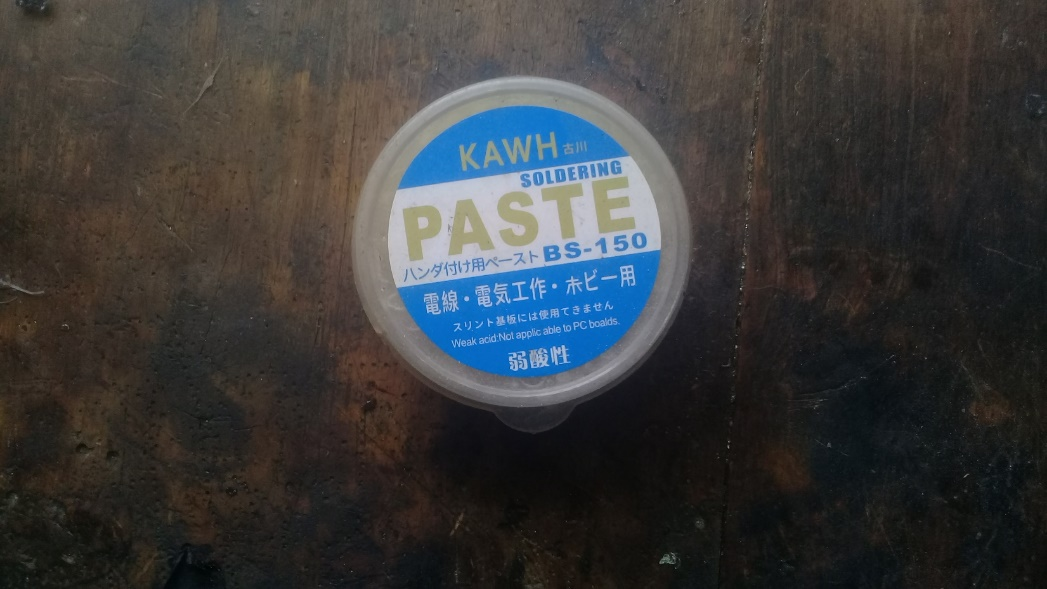 KAWH 古川
SOLDERING
PASTE
ハンダ付け用ペースト BS-150
電線・電気工作・ホビー用
スリント基板には使用てきません
Weak acid:Not applic able to PC boalds.
弱酸性